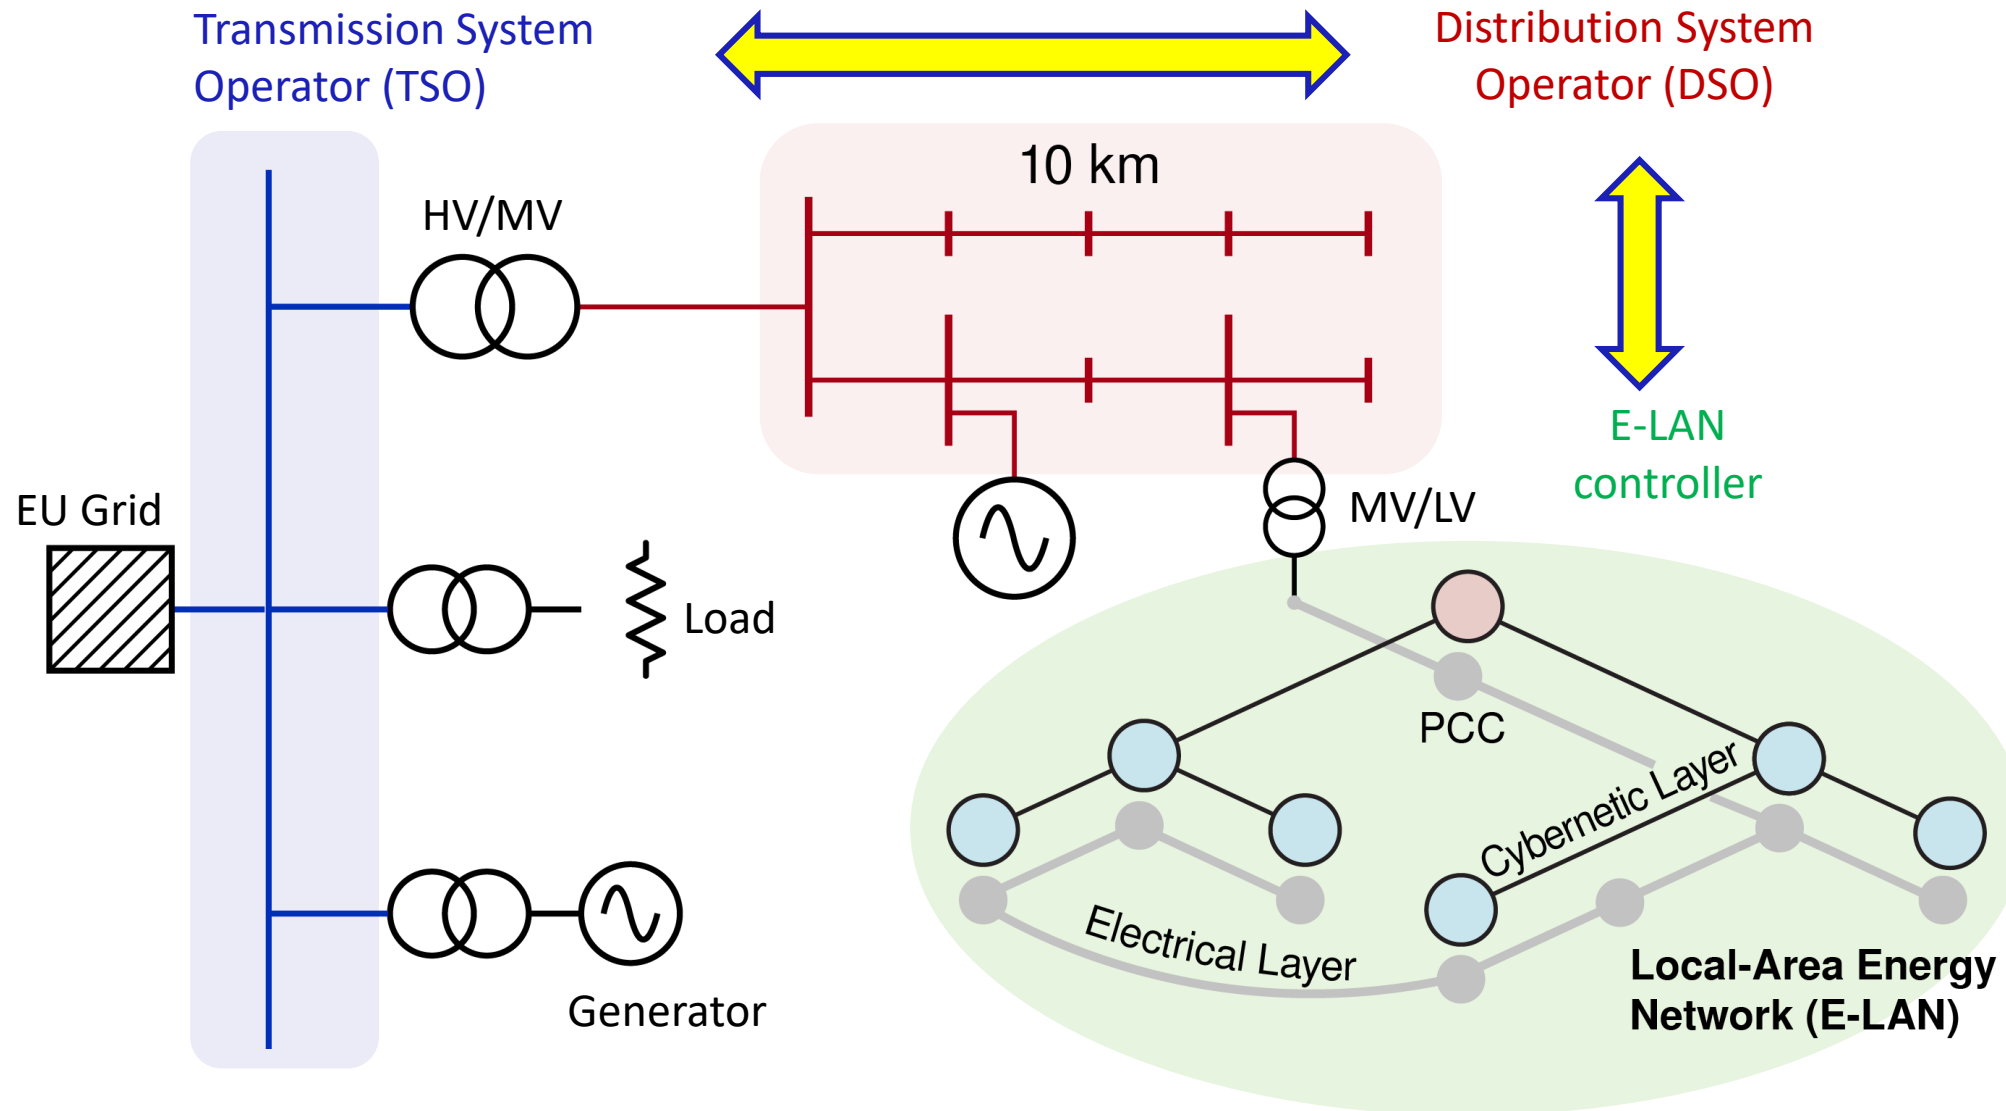 Transmission System
Operator (TSO)
Distribution System
Operator (DSO)
10 km
HV/MV
E-LAN
controller
EU Grid
MV/LV
Load
PCC
Cybernetic Layer
Electrical Layer
Local-Area Energy
Network (E-LAN)
Generator